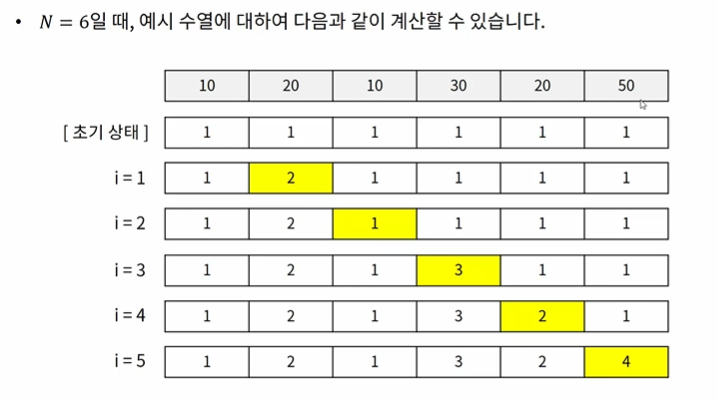 • N = 6일 때, 예시 수열에 대하여 다음과 같이 계산할 수 있습니다.
10 20 10 30 20 50
[ 초기 상태 ] 1 1 1 1 1 1
i = 1 1 2 1 1 1 1
i = 2 1 2 1 1 1 1
i = 3 1 2 1 3 1 1
i = 4 1 2 1 3 2 1
i = 5 1 2 1 3 2 4